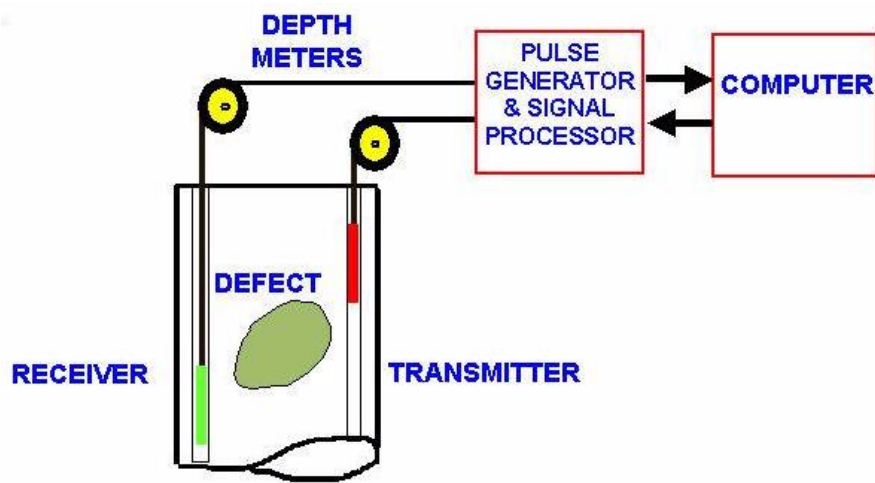 DEPTH
METERS
PULSE
GENERATOR
& SIGNAL
PROCESSOR
COMPUTER
DEFECT
RECEIVER
TRANSMITTER